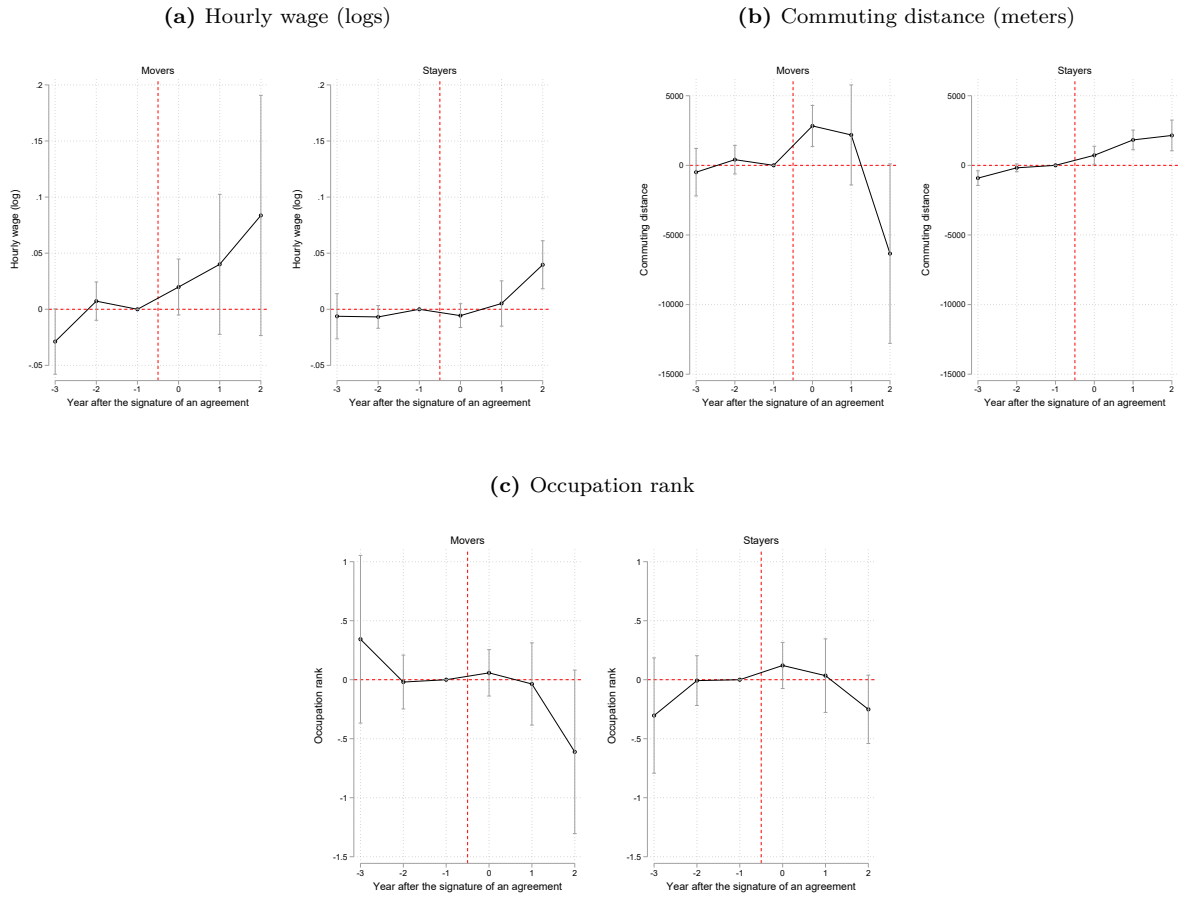 (a) Hourly wage (logs)
(b) Commuting distance (meters)
Movers
Stayers
Hourly wage (log)
.2
.15
.1
.05
0
.05
-3 -2 -1 0 1 2
Year after the signature of an agreement
Hourly wage (log)
.2
.15
.1
.05
0
.05
-3 -2 -1 0 1 2
Year after the signature of an agreement
Movers
Stayers
Commuting distance
5000
0
-5000
-10000
-15000
-3 -2 -1 0 1 2
Year after the signature of an agreement
Commuting distance
5000
0
-5000
-10000
-15000
-3 -2 -1 0 1 2
Year after the signature of an agreement
(c) Occupation rank
Movers
Stayers
Occupation rank
1
.5
0
-.5
-1
-1.5
-3 -2 -1 0 1 2
Year after the signature of an agreement
Occupation rank
1
.5
0
-.5
-1
-1.5
-3 -2 -1 0 1 2
Year after the signature of an agreement